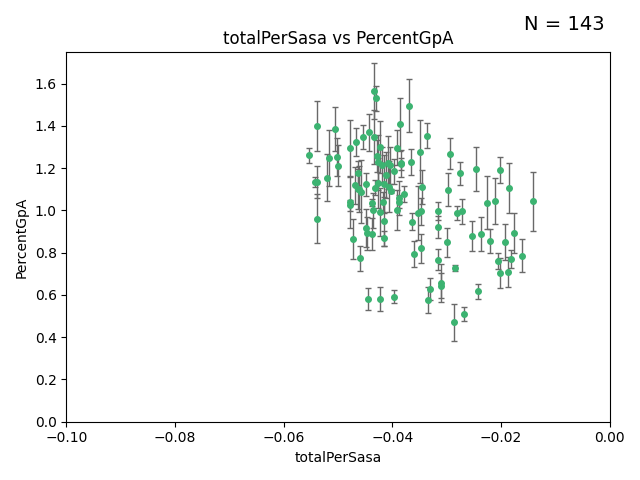 N = 143
totalPerSasa vs PercentGpA
PercentGpA
1.6
1.4
1.2
1.0
0.8
0.6
0.4
0.2
0.0
−0.10 −0.08 −0.06 −0.04 −0.02 0.00
totalPerSasa